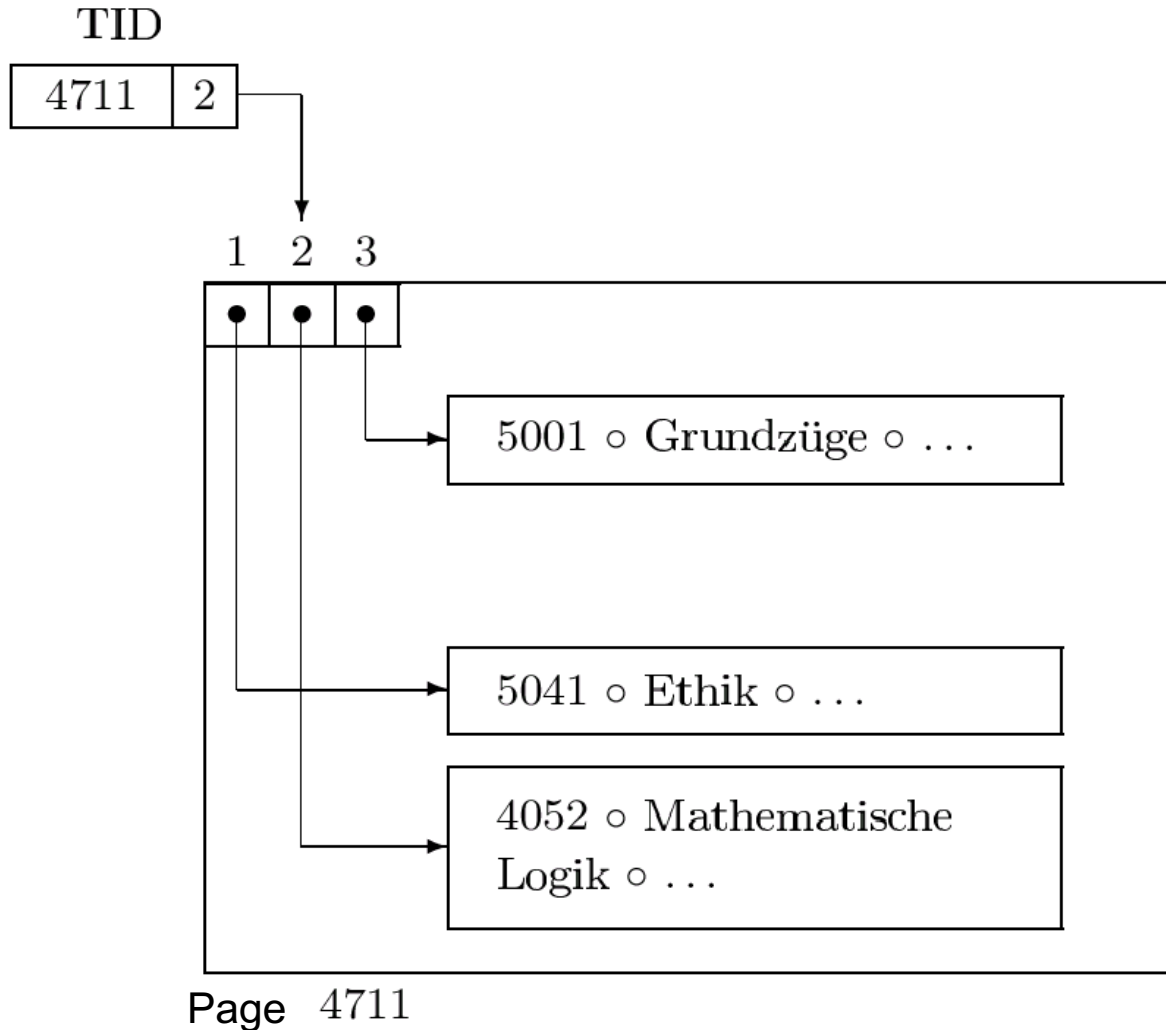 TID
4711 2
1 2 3
5001 ∘ Grundzüge ∘ ...
5041 ∘ Ethik ∘ ...
4052 ∘ Mathematische
Logik ∘ ...
Page 4711